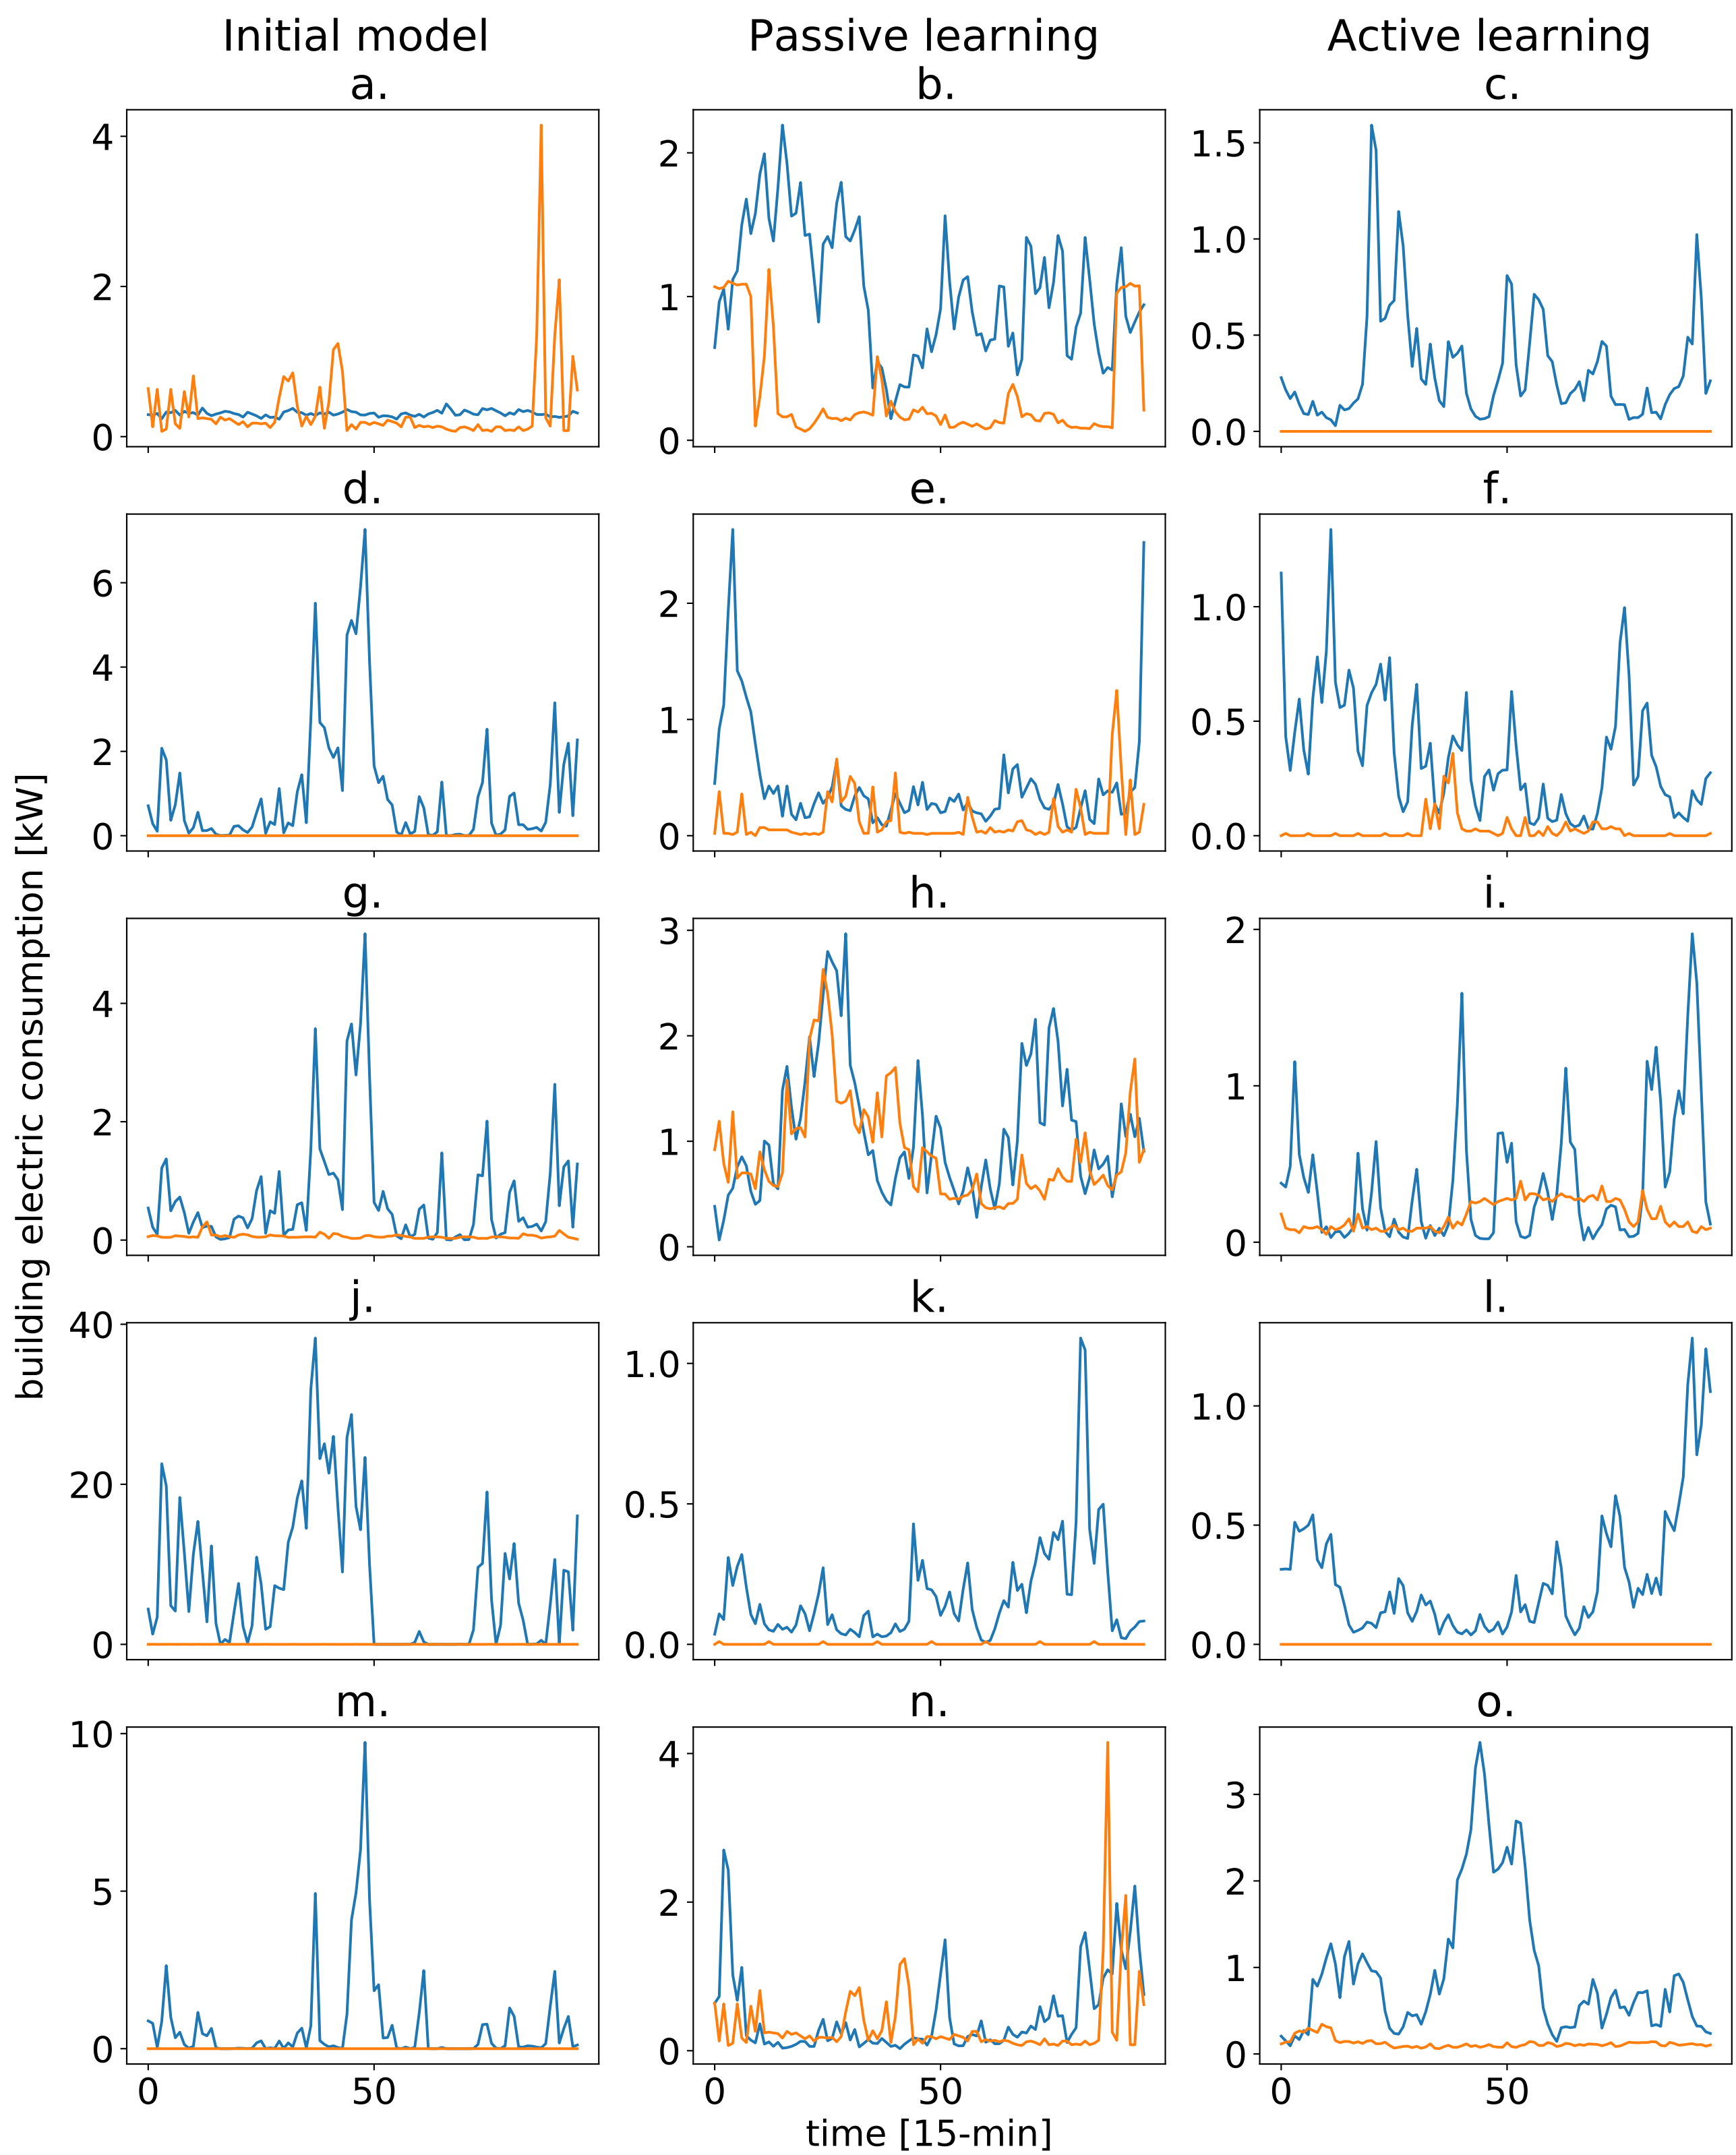 Initial model
Passive learning
Active learning
a.
b.
c.
4
2
0
2
1
0
1.5
1.0
0.5
0.0
d.
e.
f.
6
4
2
0
2
1
0
1.0
0.5
0.0
g.
h.
i.
4
2
0
3
2
1
0
2
1
0
j.
k.
l.
40
20
0
1.0
0.5
0.0
1.0
0.5
0.0
m.
n.
o.
10
5
0
4
2
0
3
2
1
0
0
50
0
50
0
50
time [15-min]
building electric consumption [kW]